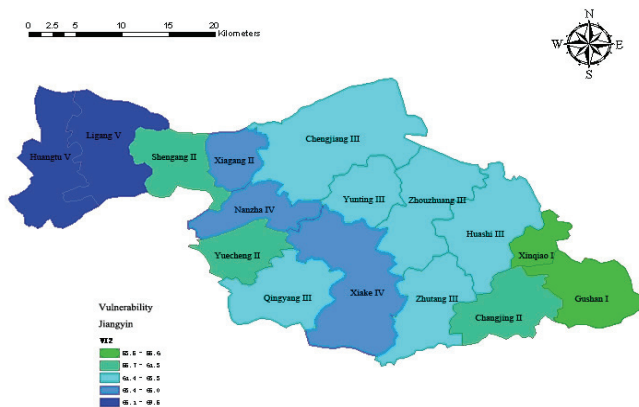 N
0 2.5 5 10 20
Kilometers
W E
S
Chengjiang III
Ligang V
Huangtu V
Shengang II
Xiagang II
Yunting III
Zhouzhuang III
Nanzha IV
Huashi III
Yuecheng II
Xinqiao I
Qingyang III
Xiake IV
Zhutang III
Gushan I
Changjing II
Vulnerability
Jiangyin